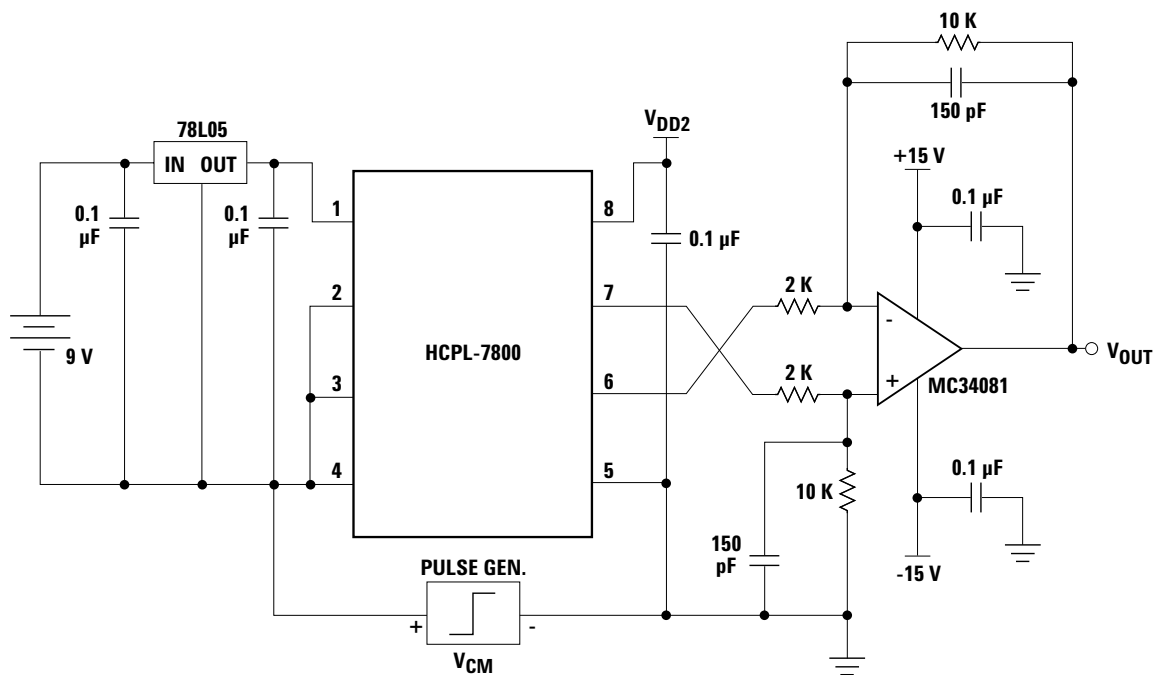 10 K
150 pF
78L05
IN OUT
V_DD2
+15 V
0.1 µF
0.1 µF
0.1 µF
1
8
0.1 µF
2
7
2 K
-
9 V
HCPL-7800
V_OUT
3
6
2 K
+
MC34081
4
5
0.1 µF
10 K
150 pF
-15 V
PULSE GEN.
+
-
V_CM